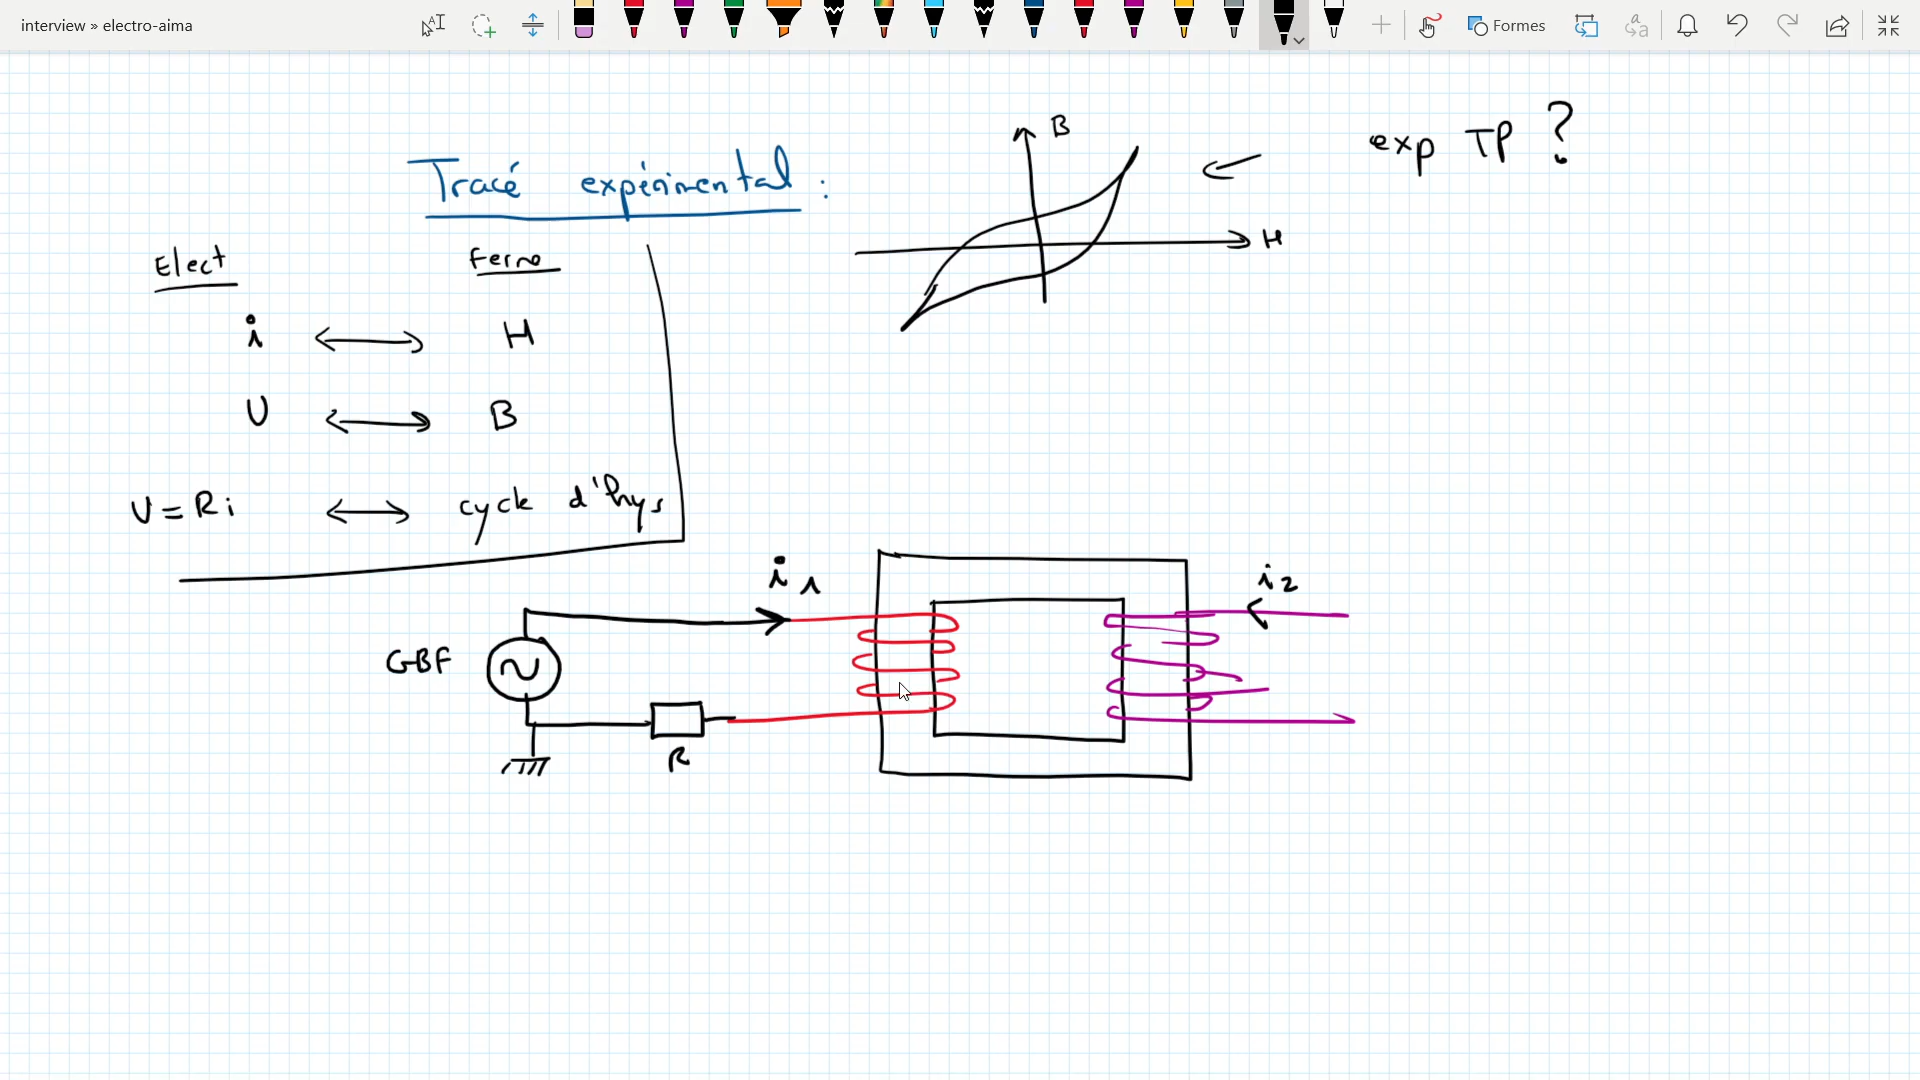 interview » electro-aima
Formes
Tracé expérimental :
B
H
exp TP ?
Elect
Ferro
i
H
U
B
U = Ri
cycle d'hys
i1
i2
GBF
R